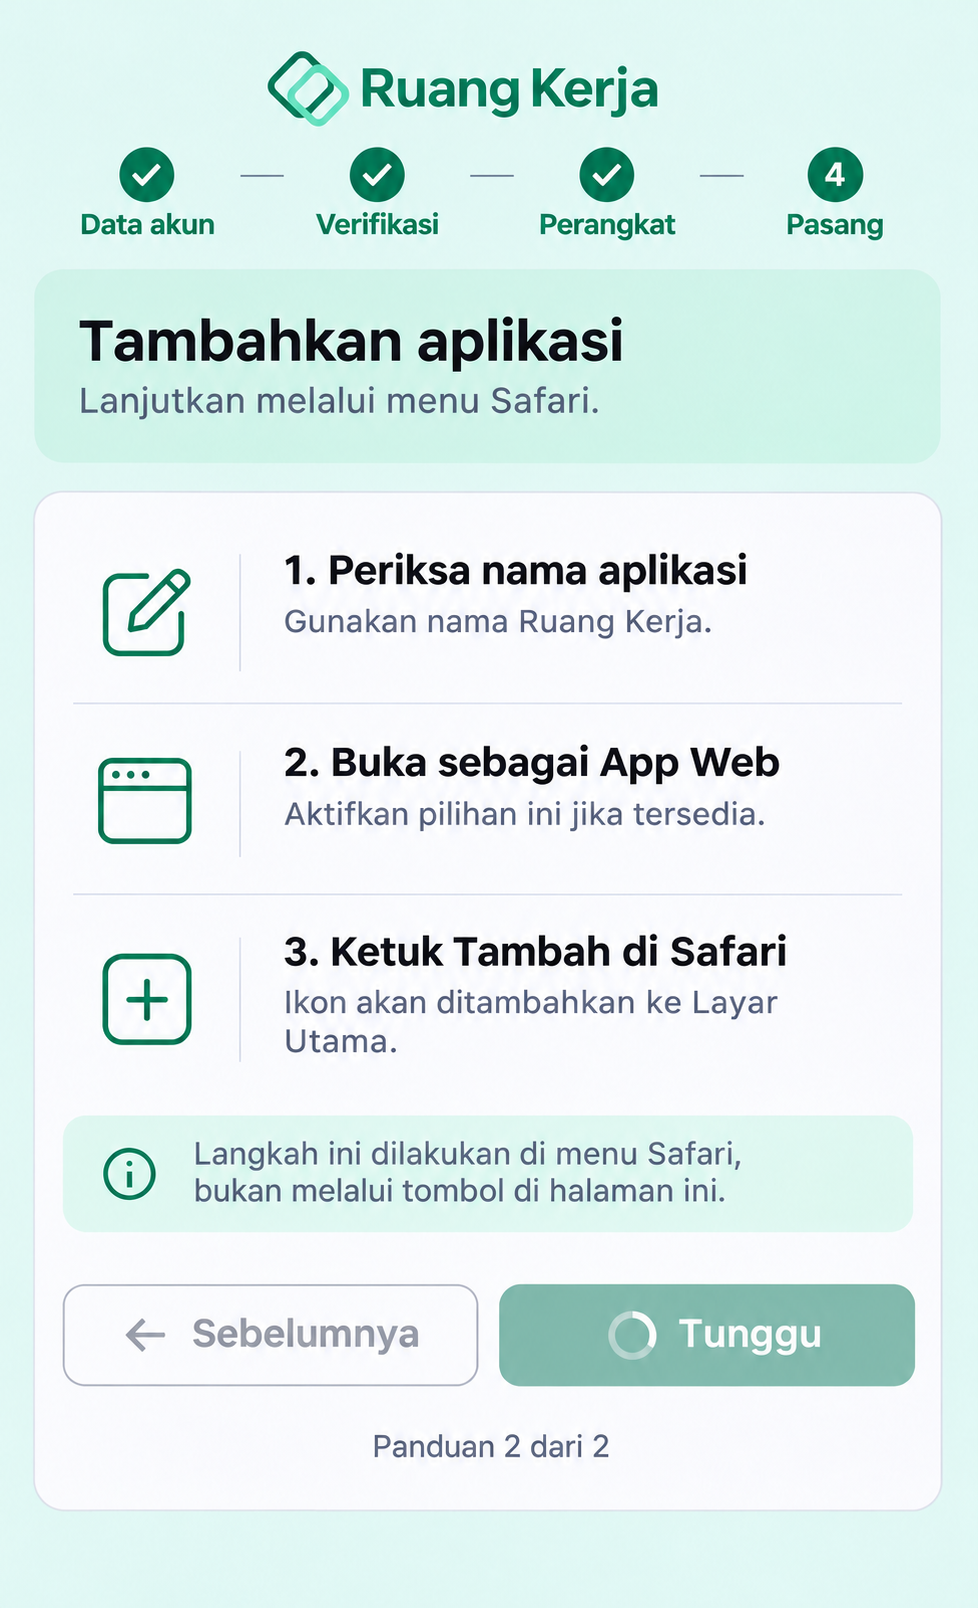 Ruang Kerja
4
Data akun
Verifikasi
Perangkat
Pasang
Tambahkan aplikasi
Lanjutkan melalui menu Safari.
1. Periksa nama aplikasi
Gunakan nama Ruang Kerja.
2. Buka sebagai App Web
Aktifkan pilihan ini jika tersedia.
3. Ketuk Tambah di Safari
Ikon akan ditambahkan ke Layar
Utama.
Langkah ini dilakukan di menu Safari,
bukan melalui tombol di halaman ini.
Sebelumnya
Tunggu
Panduan 2 dari 2